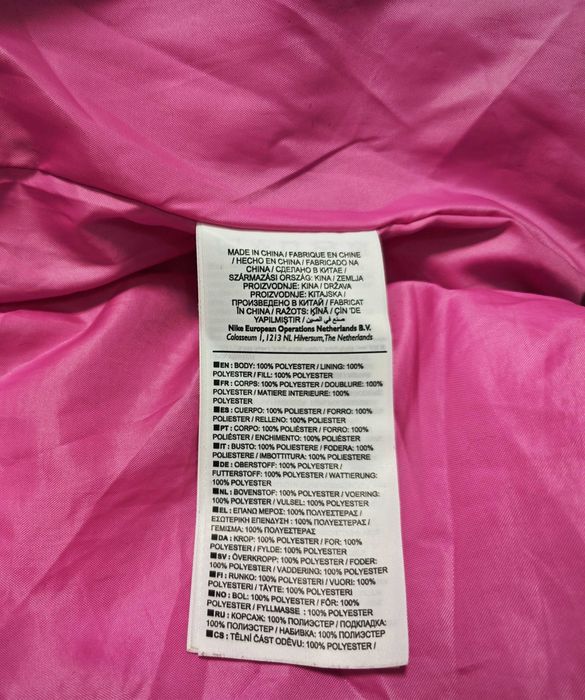 MADE IN CHINA / FABRIQUE EN CHINE
/ HECHO EN CHINA / FABRICADO NA
CHINA / СДЕЛАНО В КИТАЕ /
SZÁRMAZÁSI ORSZÁG: KINA / ZEMLJA
PROIZVODNJE: KINA / DRŽAVA
PROIZVODNJE: KITAJSKA /
ПРОИЗВЕДЕНО В КИТАЙ / FABRICAT
ÎN CHINA / RAŽOTS: ĶĪNĀ / ÇİN 'DE
YAPILMIŞTIR / صنع في الصين
Nike European Operations Netherlands B.V.
Colosseum 1, 1213 NL Hilversum, The Netherlands
■EN : BODY: 100% POLYESTER / LINING: 100%
POLYESTER / FILL: 100% POLYESTER
■FR : CORPS: 100% POLYESTER / DOUBLURE: 100%
POLYESTER / MATIERE INTERIEURE: 100%
POLYESTER
■ES : CUERPO: 100% POLIESTER / FORRO: 100%
POLIESTER / RELLENO: 100% POLIESTER
■PT : CORPO: 100% POLIÉSTER / FORRO: 100%
POLIÉSTER / ENCHIMENTO: 100% POLIÉSTER
■IT : BUSTO: 100% POLIESTERE / FODERA: 100%
POLIESTERE / IMBOTTITURA: 100% POLIESTERE
■DE : OBERSTOFF: 100% POLYESTER /
FUTTERSTOFF: 100% POLYESTER / WATTIERUNG:
100% POLYESTER
■NL : BOVENSTOF: 100% POLYESTER / VOERING:
100% POLYESTER / VULSEL: 100% POLYESTER
■EL : ΕΠΑΝΩ ΜΕΡΟΣ: 100% ΠΟΛΥΕΣΤΕΡΑΣ /
ΕΣΩΤΕΡΙΚΗ ΕΠΕΝΔΥΣΗ : 100% ΠΟΛΥΕΣΤΕΡΑΣ /
ΓΕΜΙΣΜΑ: 100% ΠΟΛΥΕΣΤΕΡΑΣ
■DA : KROP: 100% POLYESTER / FOR: 100%
POLYESTER / FYLDE: 100% POLYESTER
■SV : ÖVERKROPP: 100% POLYESTER / FODER:
100% POLYESTER / VADDERING: 100% POLYESTER
■FI : RUNKO: 100% POLYESTERI / VUORI: 100%
POLYESTERI / TÄYTE: 100% POLYESTERI
■NO : BOL: 100% POLYESTER / FÔR: 100%
POLYESTER / FYLLMASSE : 100% POLYESTER
■RU : КОРСАЖ: 100% ПОЛИЭСТЕР / ПОДКЛАДКА:
100% ПОЛИЭСТЕР / НАБИВКА: 100% ПОЛИЭСТЕР
■CS : TĚLNÍ ČÁST ODĚVU: 100% POLYESTER /